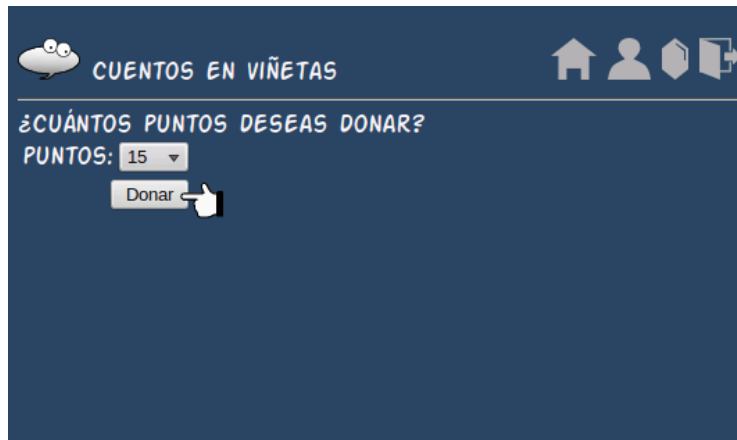 CUENTOS EN VIÑETAS
¿CUÁNTOS PUNTOS DESEAS DONAR?
PUNTOS: 15
Donar